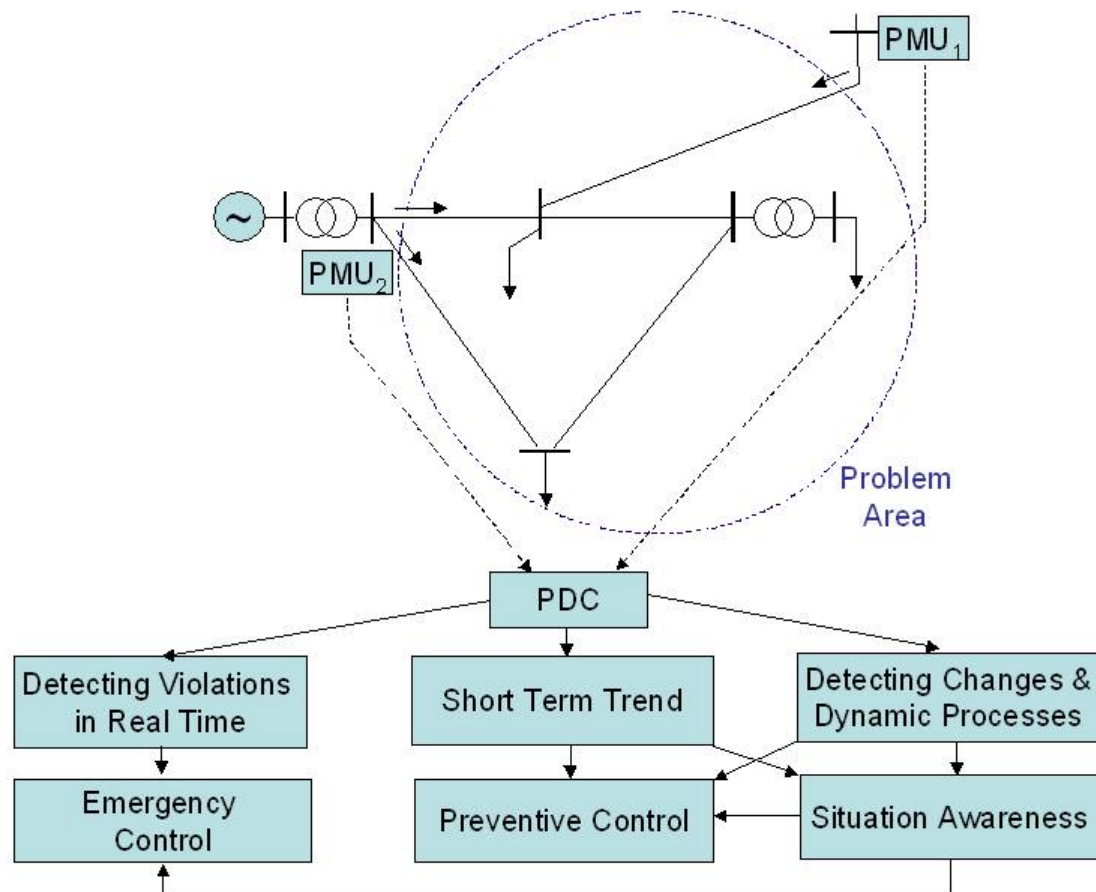 PMU1
~
PMU2
Problem
Area
PDC
Detecting Violations
in Real Time
Short Term Trend
Detecting Changes &
Dynamic Processes
Emergency
Control
Preventive Control
Situation Awareness